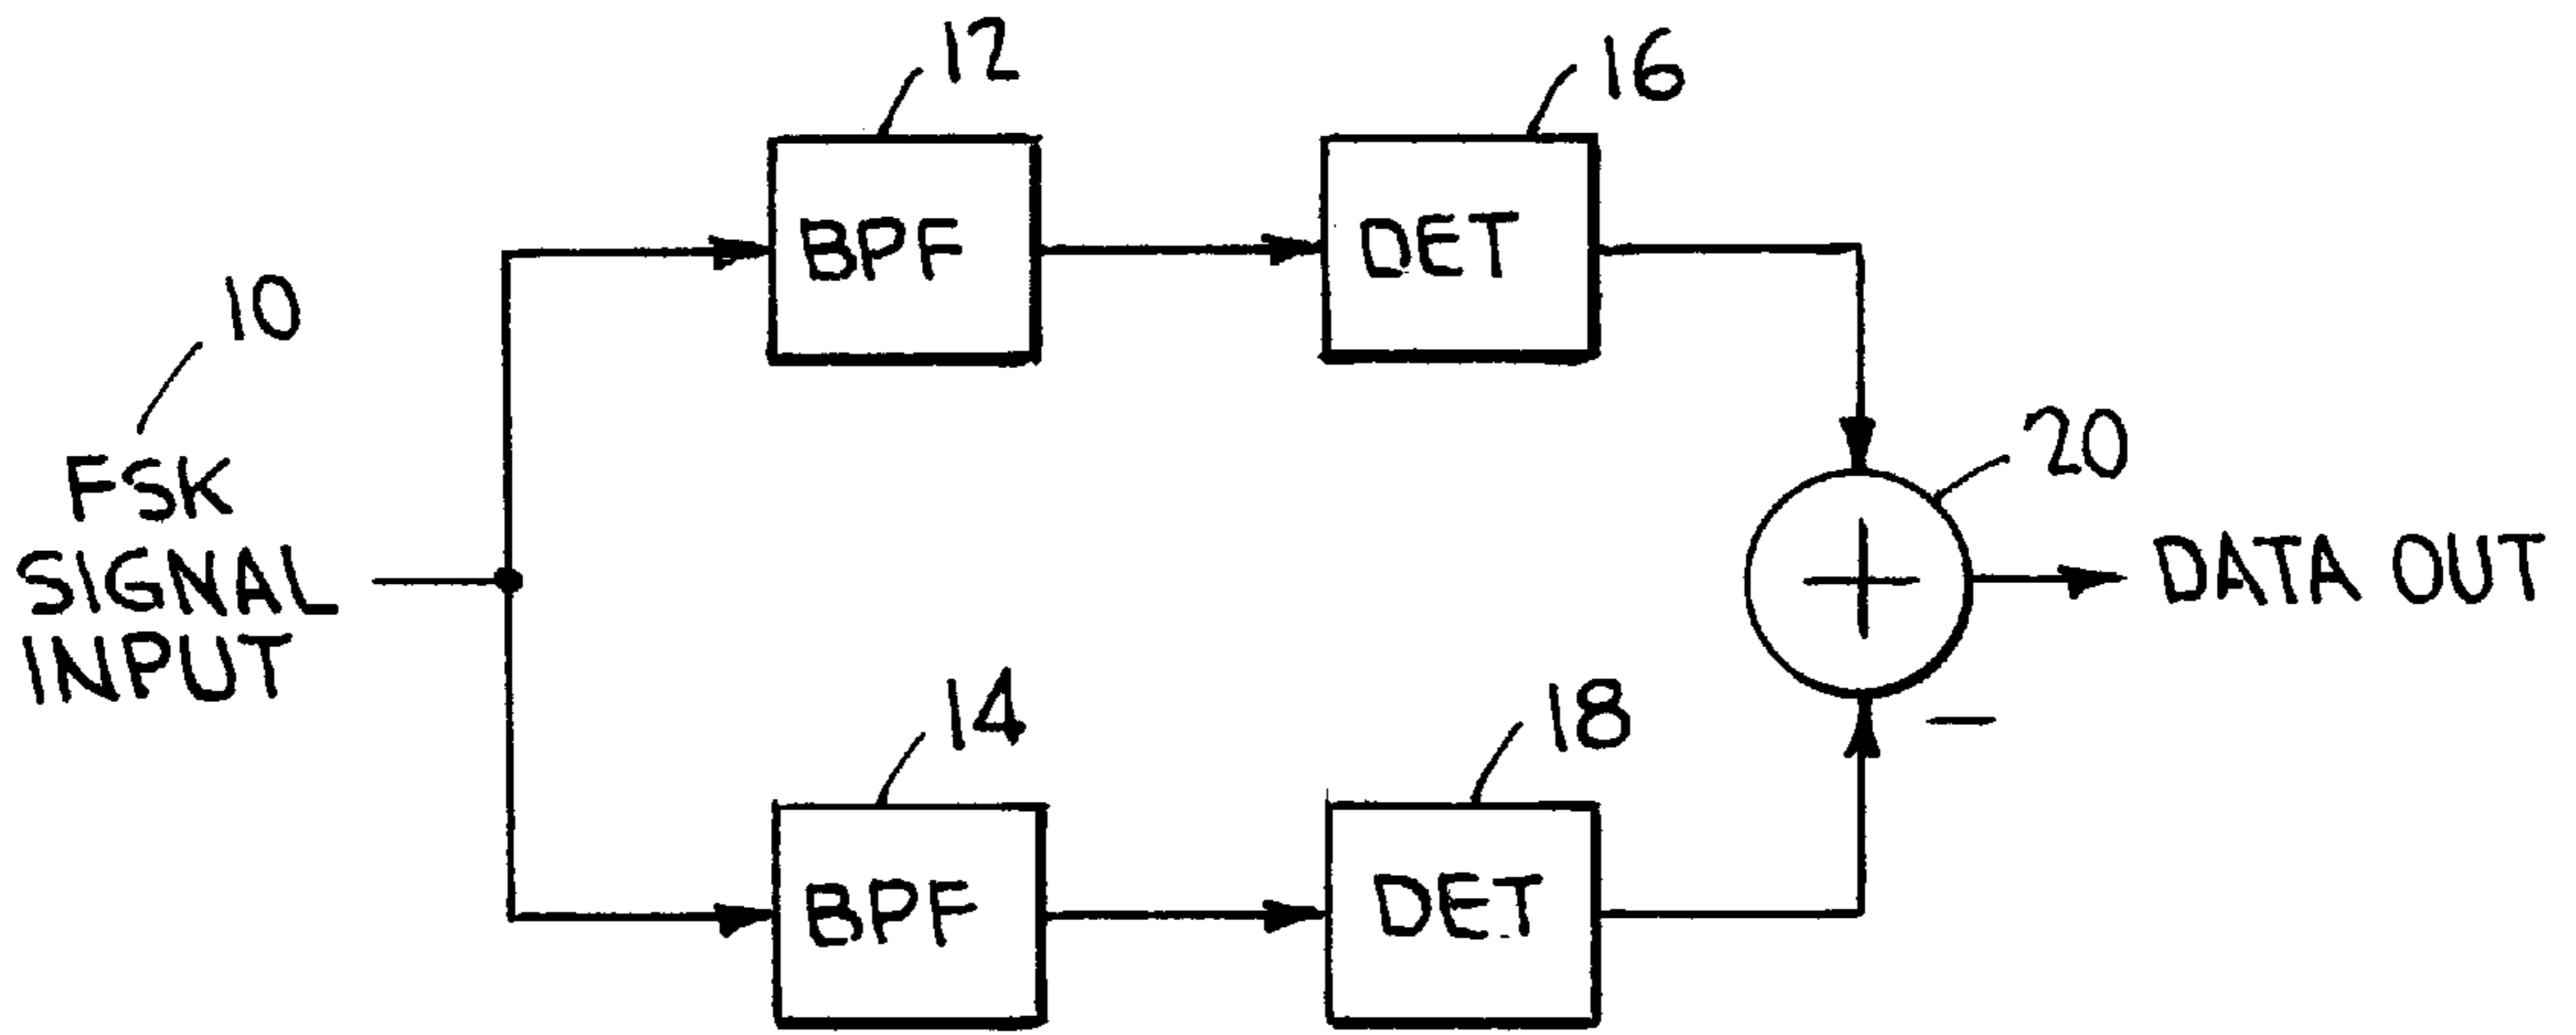 12
16
BPF
DET
10
FSK
SIGNAL
INPUT
20
+
DATA OUT
−
14
18
BPF
DET